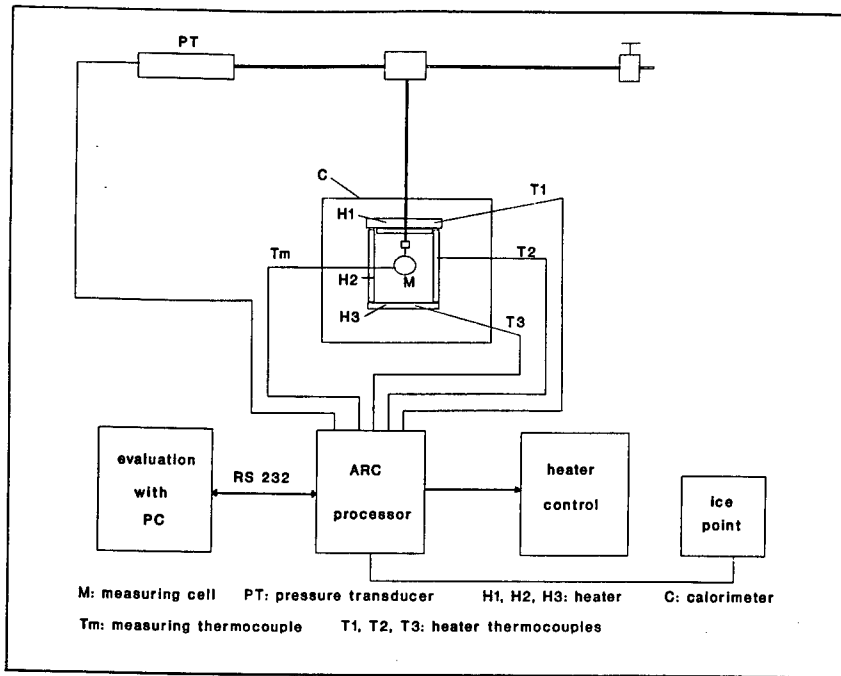 PT
C
T1
H1
Tm
T2
H2
M
H3
T3
evaluation
with
PC
RS 232
ARC
processor
heater
control
ice
point
M: measuring cell PT: pressure transducer H1, H2, H3: heater C: calorimeter
Tm: measuring thermocouple T1, T2, T3: heater thermocouples